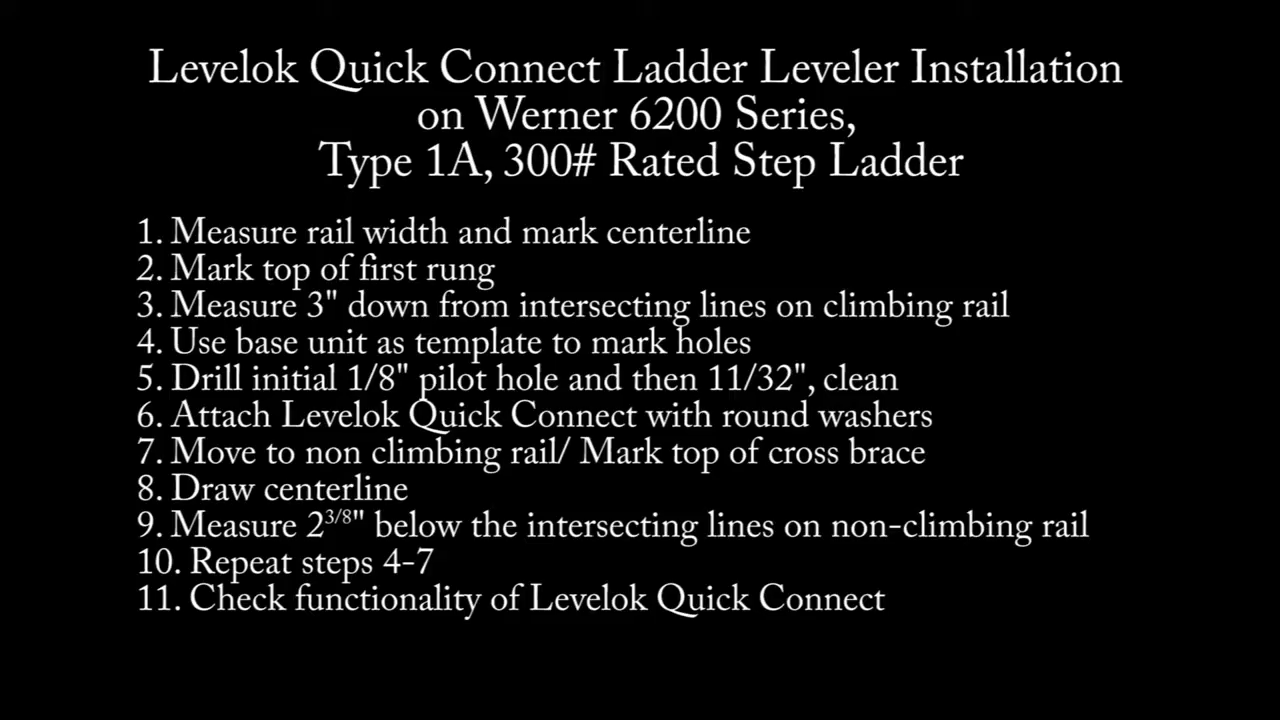 Levelok Quick Connect Ladder Leveler Installation
on Werner 6200 Series,
Type 1A, 300# Rated Step Ladder
1. Measure rail width and mark centerline
2. Mark top of first rung
3. Measure 3" down from intersecting lines on climbing rail
4. Use base unit as template to mark holes
5. Drill initial 1/8" pilot hole and then 11/32", clean
6. Attach Levelok Quick Connect with round washers
7. Move to non climbing rail/ Mark top of cross brace
8. Draw centerline
9. Measure 2 3/8" below the intersecting lines on non-climbing rail
10. Repeat steps 4-7
11. Check functionality of Levelok Quick Connect